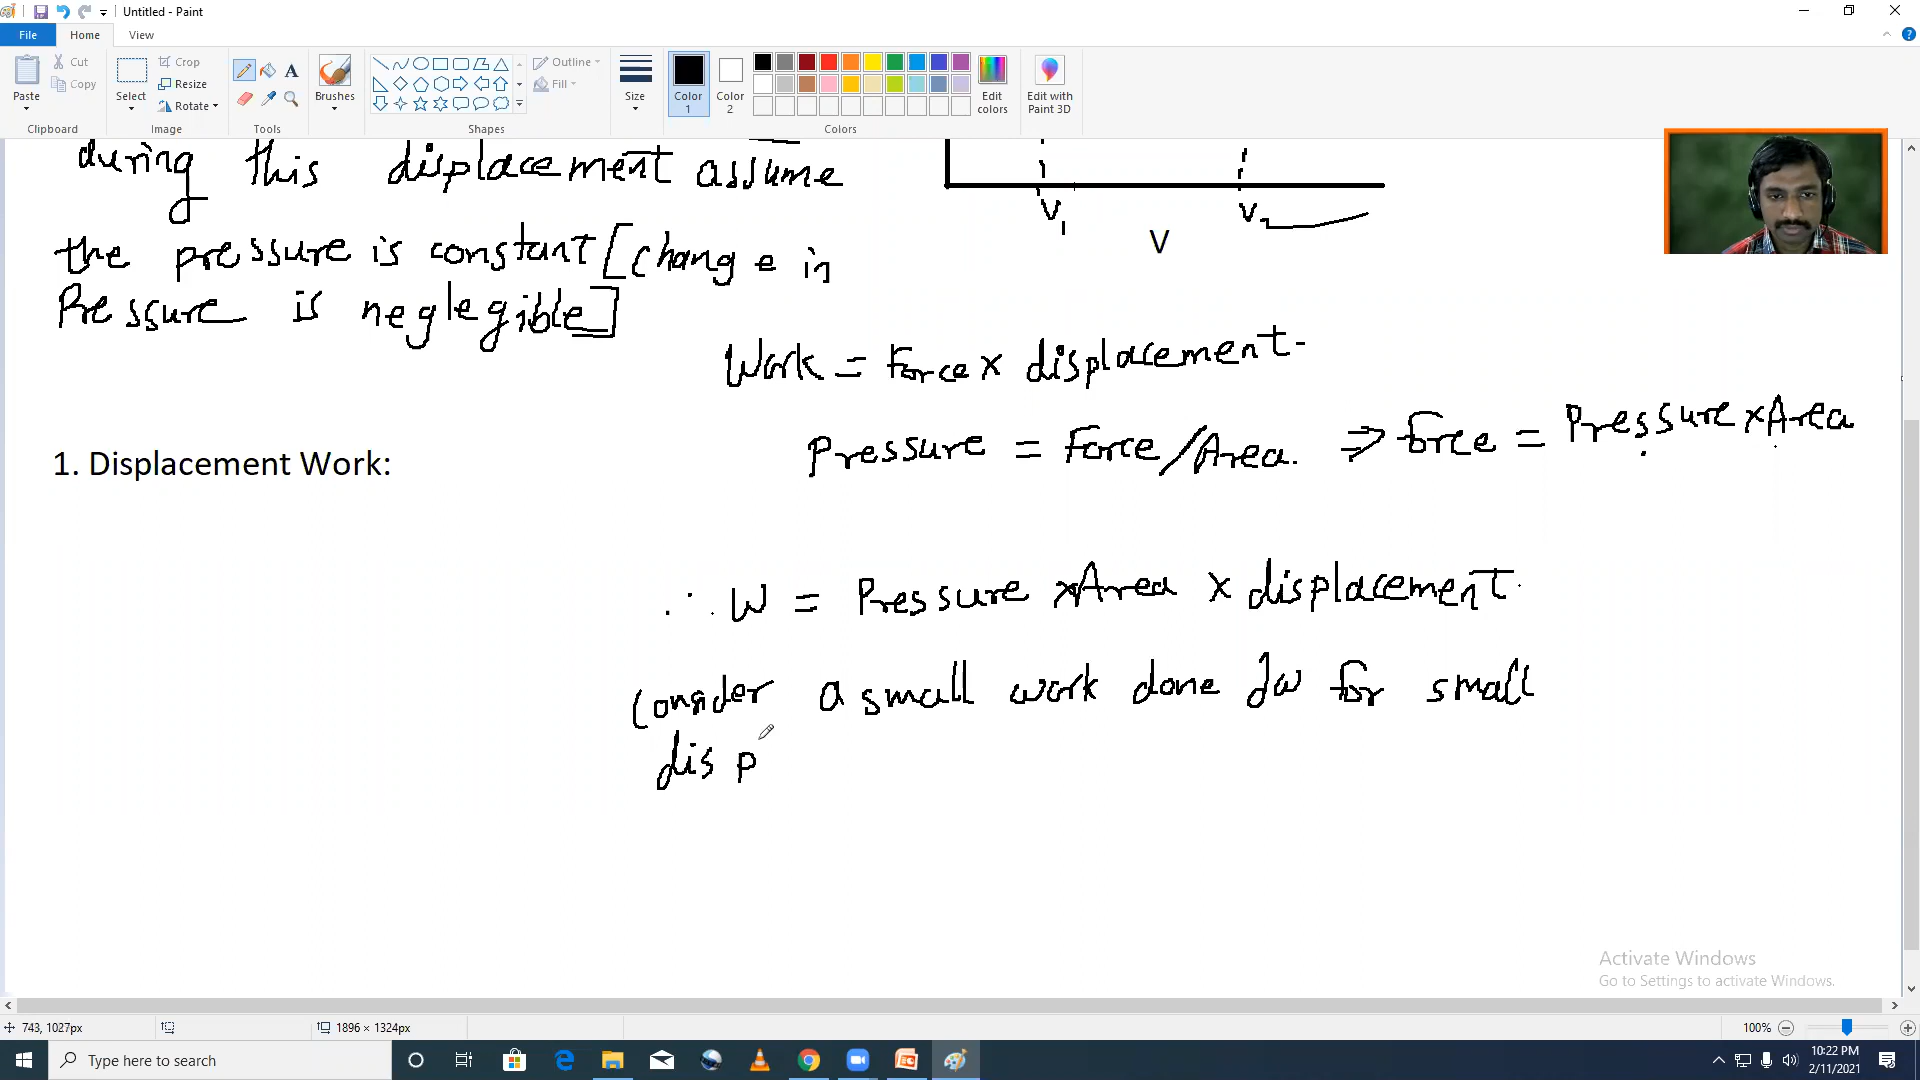 Untitled - Paint
File Home View
Paste Cut Copy Clipboard
Select Crop Resize Rotate Image
Tools
Brushes
Outline Fill Shapes
Size
Color 1 Color 2 Edit colors Colors
Edit with Paint 3D
during this displacement assume
the pressure is constant [change in
Pressure is neglegible]
V1 V2
V
Work = Force x displacement
Pressure = Force/Area. ⇒ force = Pressure x Area
1. Displacement Work:
∴ W = Pressure x Area x displacement
Consider a small work done dw for small
disp
Activate Windows
Go to Settings to activate Windows.
743, 1027px 1896 × 1324px 100%
Type here to search
10:22 PM
2/11/2021